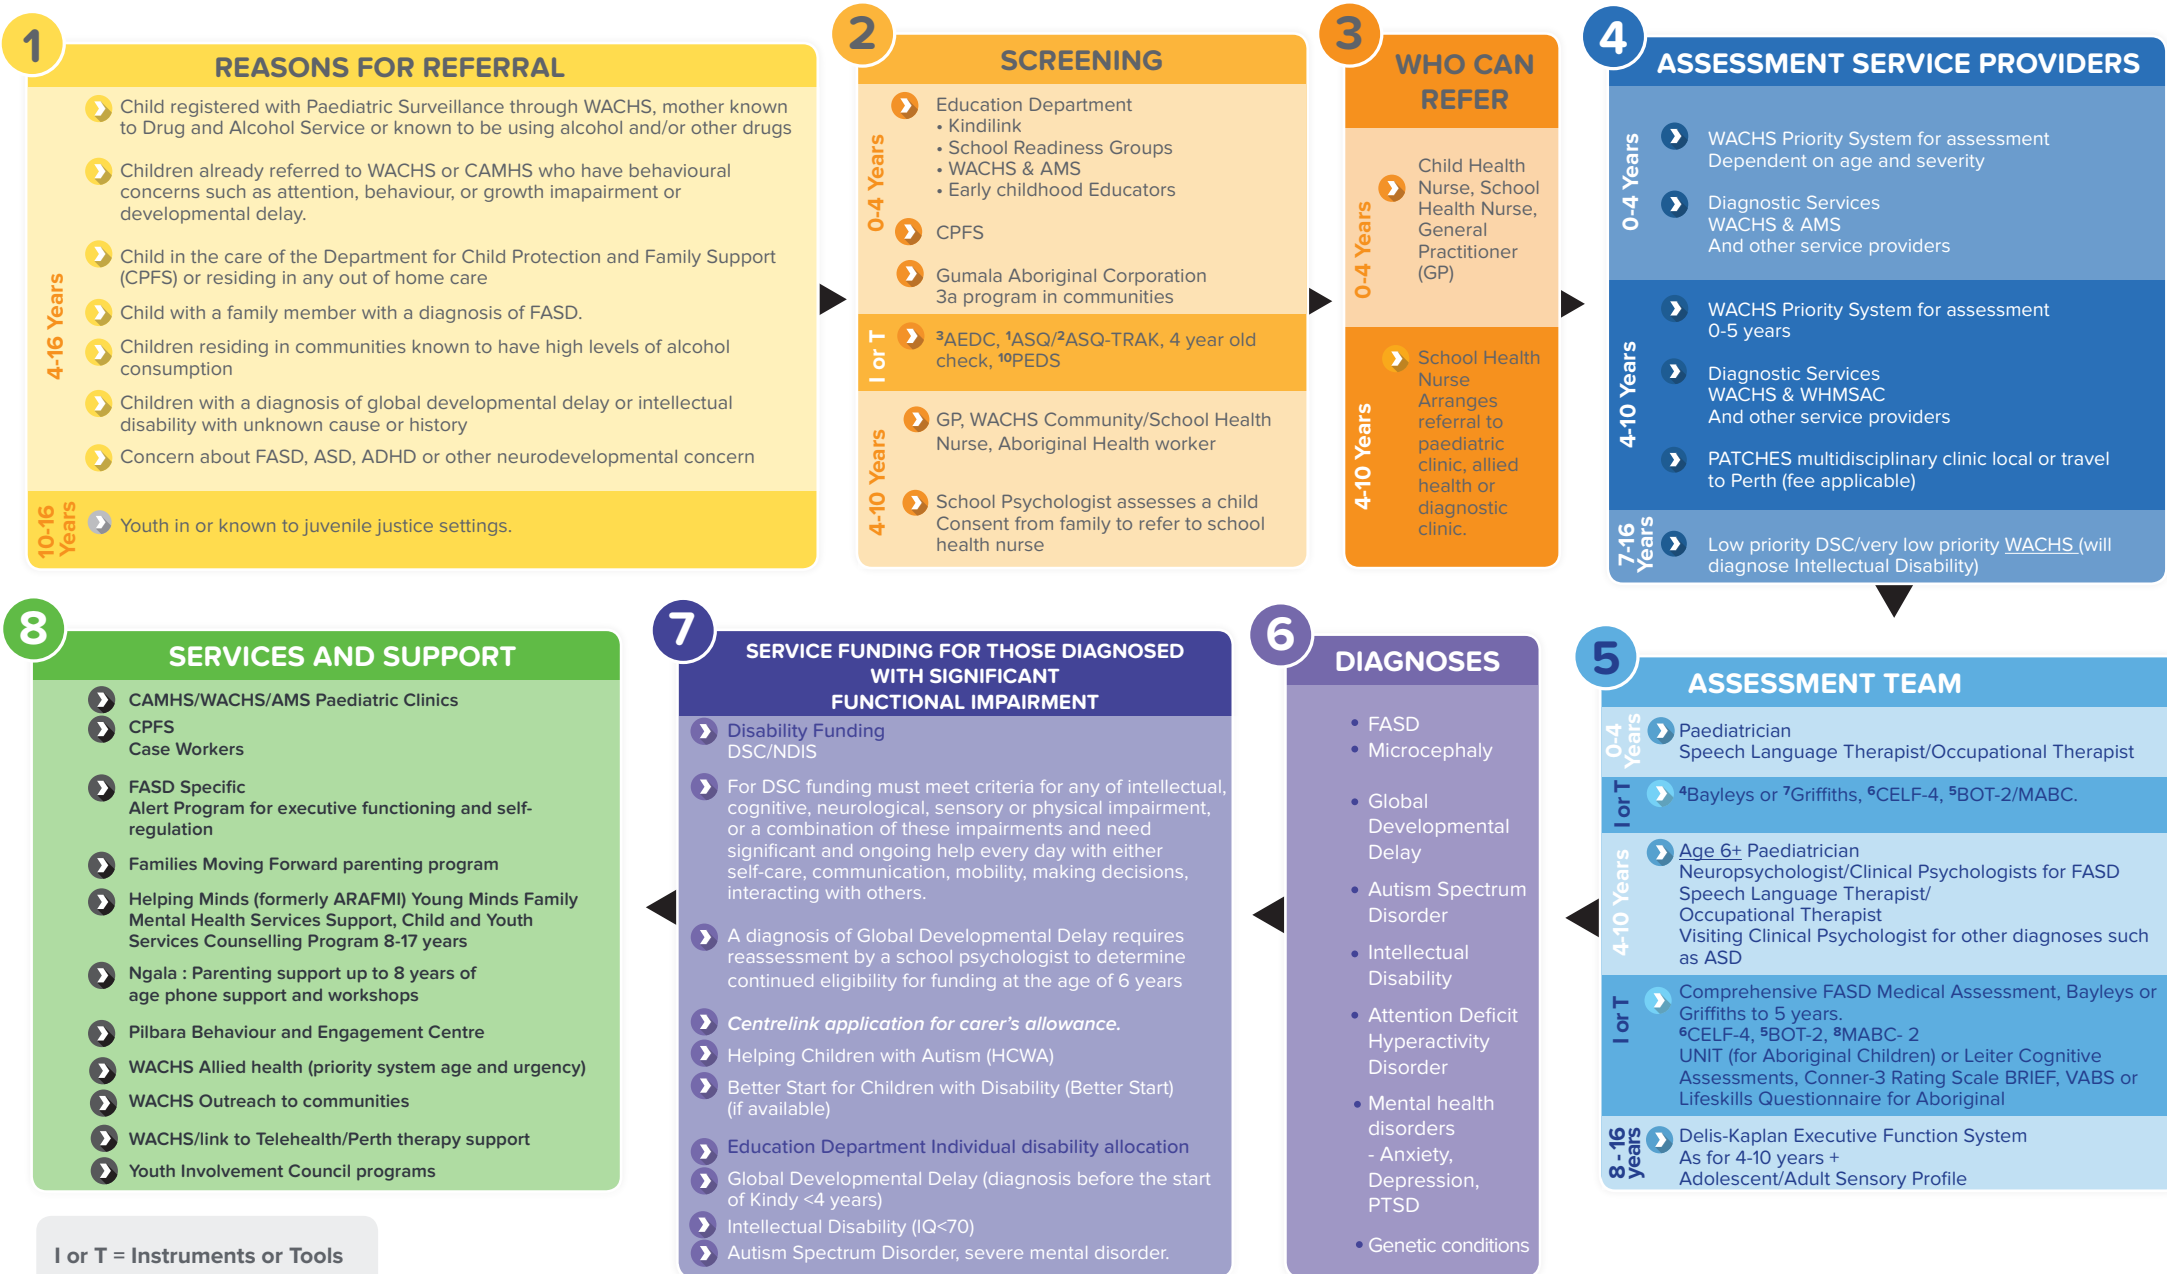 1
REASONS FOR REFERRAL
4-16 Years
Child registered with Paediatric Surveillance through WACHS, mother known
to Drug and Alcohol Service or known to be using alcohol and/or other drugs
Children already referred to WACHS or CAMHS who have behavioural
concerns such as attention, behaviour, or growth imapairment or
developmental delay.
Child in the care of the Department for Child Protection and Family Support
(CPFS) or residing in any out of home care
Child with a family member with a diagnosis of FASD.
Children residing in communities known to have high levels of alcohol
consumption
Children with a diagnosis of global developmental delay or intellectual
disability with unknown cause or history
Concern about FASD, ASD, ADHD or other neurodevelopmental concern
10-16
Years
Youth in or known to juvenile justice settings.
2
SCREENING
0-4 Years
Education Department
• Kindilink
• School Readiness Groups
• WACHS & AMS
• Early childhood Educators
CPFS
Gumala Aboriginal Corporation
3a program in communities
I or T
³AEDC, ¹ASQ/²ASQ-TRAK, 4 year old
check, ¹⁰PEDS
4-10 Years
GP, WACHS Community/School Health
Nurse, Aboriginal Health worker
School Psychologist assesses a child
Consent from family to refer to school
health nurse
3
WHO CAN
REFER
0-4 Years
Child Health
Nurse, School
Health Nurse,
General
Practitioner
(GP)
4-10 Years
School Health
Nurse
Arranges
referral to
paediatric
clinic, allied
health or
diagnostic
clinic.
4
ASSESSMENT SERVICE PROVIDERS
0-4 Years
WACHS Priority System for assessment
Dependent on age and severity
Diagnostic Services
WACHS & AMS
And other service providers
4-10 Years
WACHS Priority System for assessment
0-5 years
Diagnostic Services
WACHS & WHMSAC
And other service providers
PATCHES multidisciplinary clinic local or travel
to Perth (fee applicable)
7-16
Years
Low priority DSC/very low priority WACHS (will
diagnose Intellectual Disability)
5
ASSESSMENT TEAM
0-4
Years
Paediatrician
Speech Language Therapist/Occupational Therapist
I or T
⁴Bayleys or ⁷Griffiths, ⁶CELF-4, ⁵BOT-2/MABC.
4-10 Years
Age 6+ Paediatrician
Neuropsychologist/Clinical Psychologists for FASD
Speech Language Therapist/
Occupational Therapist
Visiting Clinical Psychologist for other diagnoses such
as ASD
I or T
Comprehensive FASD Medical Assessment, Bayleys or
Griffiths to 5 years.
⁶CELF-4, ⁵BOT-2, ⁸MABC- 2
UNIT (for Aboriginal Children) or Leiter Cognitive
Assessments, Conner-3 Rating Scale BRIEF, VABS or
Lifeskills Questionnaire for Aboriginal
8 - 16
years
Delis-Kaplan Executive Function System
As for 4-10 years +
Adolescent/Adult Sensory Profile
6
DIAGNOSES
• FASD
• Microcephaly
• Global
Developmental
Delay
• Autism Spectrum
Disorder
• Intellectual
Disability
• Attention Deficit
Hyperactivity
Disorder
• Mental health
disorders
- Anxiety,
Depression,
PTSD
• Genetic conditions
7
SERVICE FUNDING FOR THOSE DIAGNOSED
WITH SIGNIFICANT
FUNCTIONAL IMPAIRMENT
Disability Funding
DSC/NDIS
For DSC funding must meet criteria for any of intellectual,
cognitive, neurological, sensory or physical impairment,
or a combination of these impairments and need
significant and ongoing help every day with either
self-care, communication, mobility, making decisions,
interacting with others.
A diagnosis of Global Developmental Delay requires
reassessment by a school psychologist to determine
continued eligibility for funding at the age of 6 years
Centrelink application for carer's allowance.
Helping Children with Autism (HCWA)
Better Start for Children with Disability (Better Start)
(if available)
Education Department Individual disability allocation
Global Developmental Delay (diagnosis before the start
of Kindy <4 years)
Intellectual Disability (IQ<70)
Autism Spectrum Disorder, severe mental disorder.
8
SERVICES AND SUPPORT
CAMHS/WACHS/AMS Paediatric Clinics
CPFS
Case Workers
FASD Specific
Alert Program for executive functioning and self-
regulation
Families Moving Forward parenting program
Helping Minds (formerly ARAFMI) Young Minds Family
Mental Health Services Support, Child and Youth
Services Counselling Program 8-17 years
Ngala : Parenting support up to 8 years of
age phone support and workshops
Pilbara Behaviour and Engagement Centre
WACHS Allied health (priority system age and urgency)
WACHS Outreach to communities
WACHS/link to Telehealth/Perth therapy support
Youth Involvement Council programs
I or T = Instruments or Tools